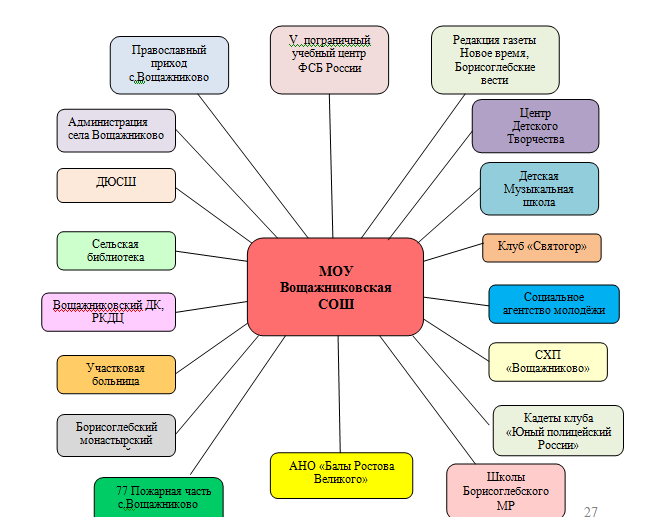 Православный
приход
с.Вощажниково
V пограничный
учебный центр
ФСБ России
Редакция газеты
Новое время,
Борисоглебские
вести
Администрация
села Вощажниково
Центр
Детского
Творчества
ДЮСШ
Детская
Музыкальная
школа
Сельская
библиотека
Клуб «Святогор»
МОУ
Вощажниковская
СОШ
Вощажниковский ДК,
РКДЦ
Социальное
агентство молодёжи
Участковая
больница
СХП
«Вощажниково»
Борисоглебский
монастырский
Кадеты клуба
«Юный полицейский
России»
77 Пожарная часть
с.Вощажниково
АНО «Балы Ростова
Великого»
Школы
Борисоглебского
МР
27